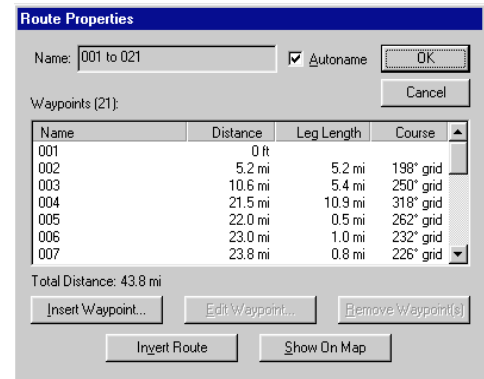 Route Properties
Name: 001 to 021 Autoname OK
Cancel
Waypoints (21):
Name Distance Leg Length Course
001 0 ft
002 5.2 mi 5.2 mi 198° grid
003 10.6 mi 5.4 mi 250° grid
004 21.5 mi 10.9 mi 318° grid
005 22.0 mi 0.5 mi 262° grid
006 23.0 mi 1.0 mi 232° grid
007 23.8 mi 0.8 mi 226° grid
Total Distance: 43.8 mi
Insert Waypoint... Edit Waypoint... Remove Waypoint(s)
Invert Route Show On Map